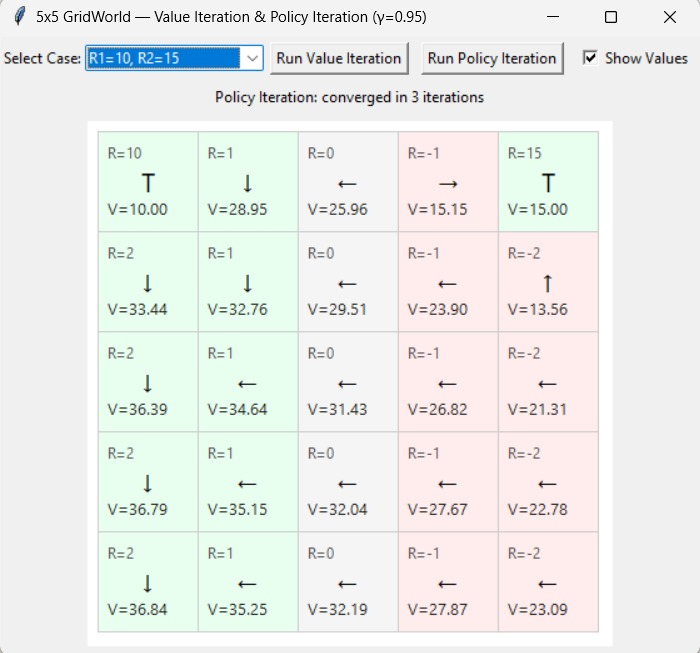 5x5 GridWorld — Value Iteration & Policy Iteration (γ=0.95)
Select Case: R1=10, R2=15 Run Value Iteration Run Policy Iteration Show Values
Policy Iteration: converged in 3 iterations
R=10 R=1 R=0 R=-1 R=15
T ↓ ← → T
V=10.00 V=28.95 V=25.96 V=15.15 V=15.00
R=2 R=1 R=0 R=-1 R=-2
↓ ↓ ← ← ↑
V=33.44 V=32.76 V=29.51 V=23.90 V=13.56
R=2 R=1 R=0 R=-1 R=-2
↓ ← ← ← ←
V=36.39 V=34.64 V=31.43 V=26.82 V=21.31
R=2 R=1 R=0 R=-1 R=-2
↓ ← ← ← ←
V=36.79 V=35.15 V=32.04 V=27.67 V=22.78
R=2 R=1 R=0 R=-1 R=-2
↓ ← ← ← ←
V=36.84 V=35.25 V=32.19 V=27.87 V=23.09